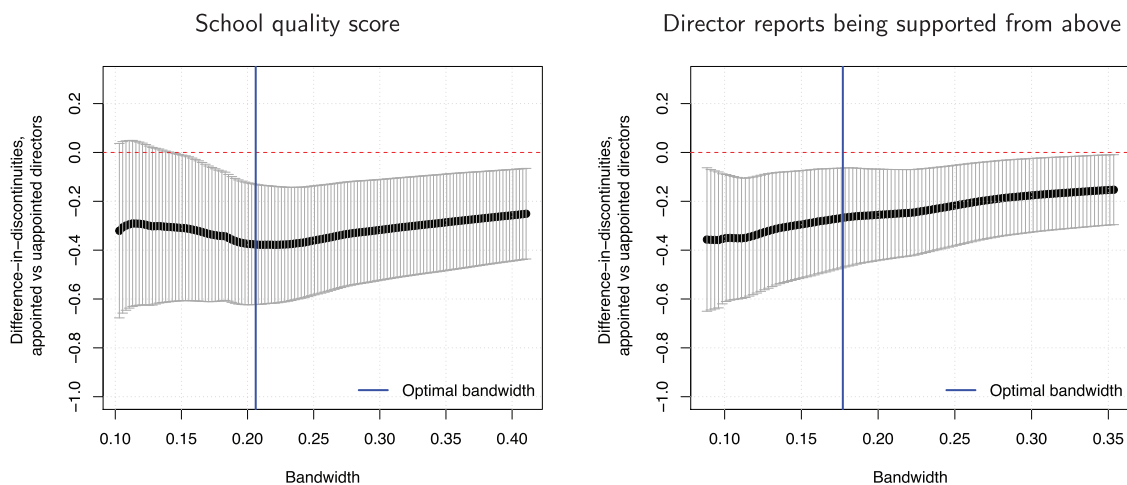 School quality score
Difference−in−discontinuities,
appointed vs uappointed directors
0.2
0.0
−0.2
−0.4
−0.6
−0.8
−1.0
Optimal bandwidth
0.10 0.15 0.20 0.25 0.30 0.35 0.40
Bandwidth
Director reports being supported from above
Difference−in−discontinuities,
appointed vs uappointed directors
0.2
0.0
−0.2
−0.4
−0.6
−0.8
−1.0
Optimal bandwidth
0.10 0.15 0.20 0.25 0.30 0.35
Bandwidth